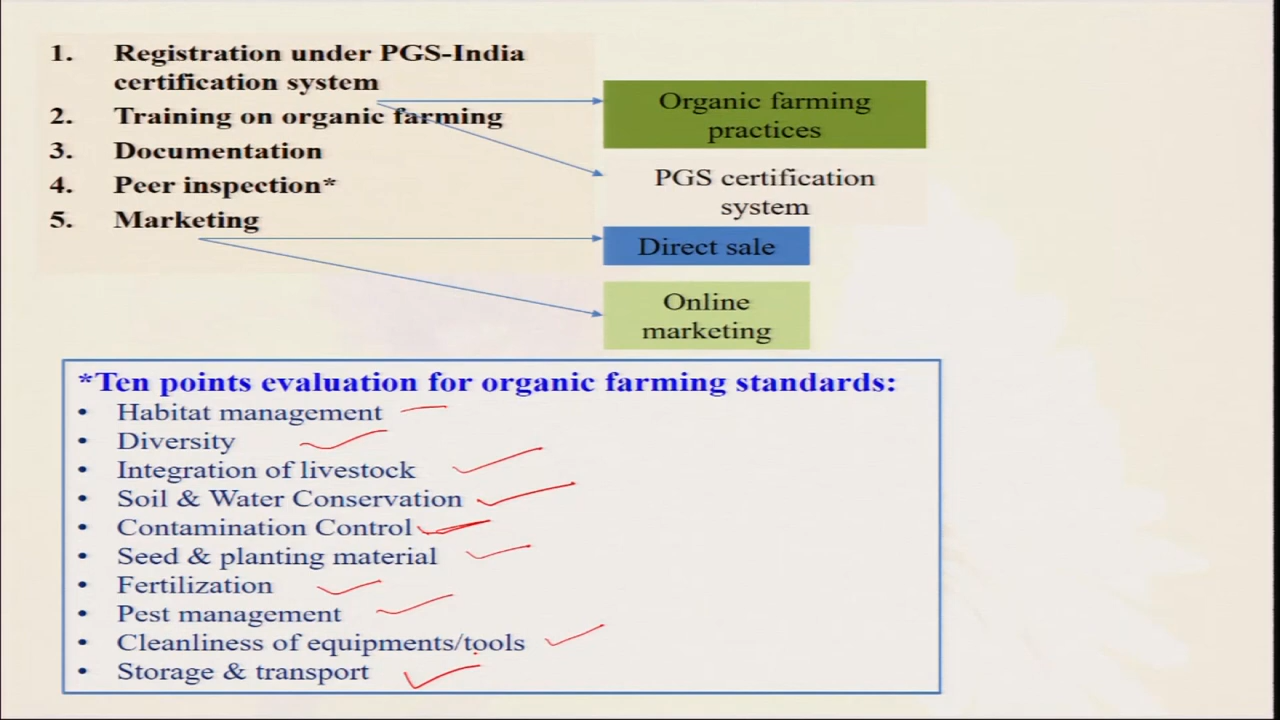 1. Registration under PGS-India
certification system
2. Training on organic farming
3. Documentation
4. Peer inspection*
5. Marketing
Organic farming
practices
PGS certification
system
Direct sale
Online
marketing
*Ten points evaluation for organic farming standards:
• Habitat management
• Diversity
• Integration of livestock
• Soil & Water Conservation
• Contamination Control
• Seed & planting material
• Fertilization
• Pest management
• Cleanliness of equipments/tools
• Storage & transport